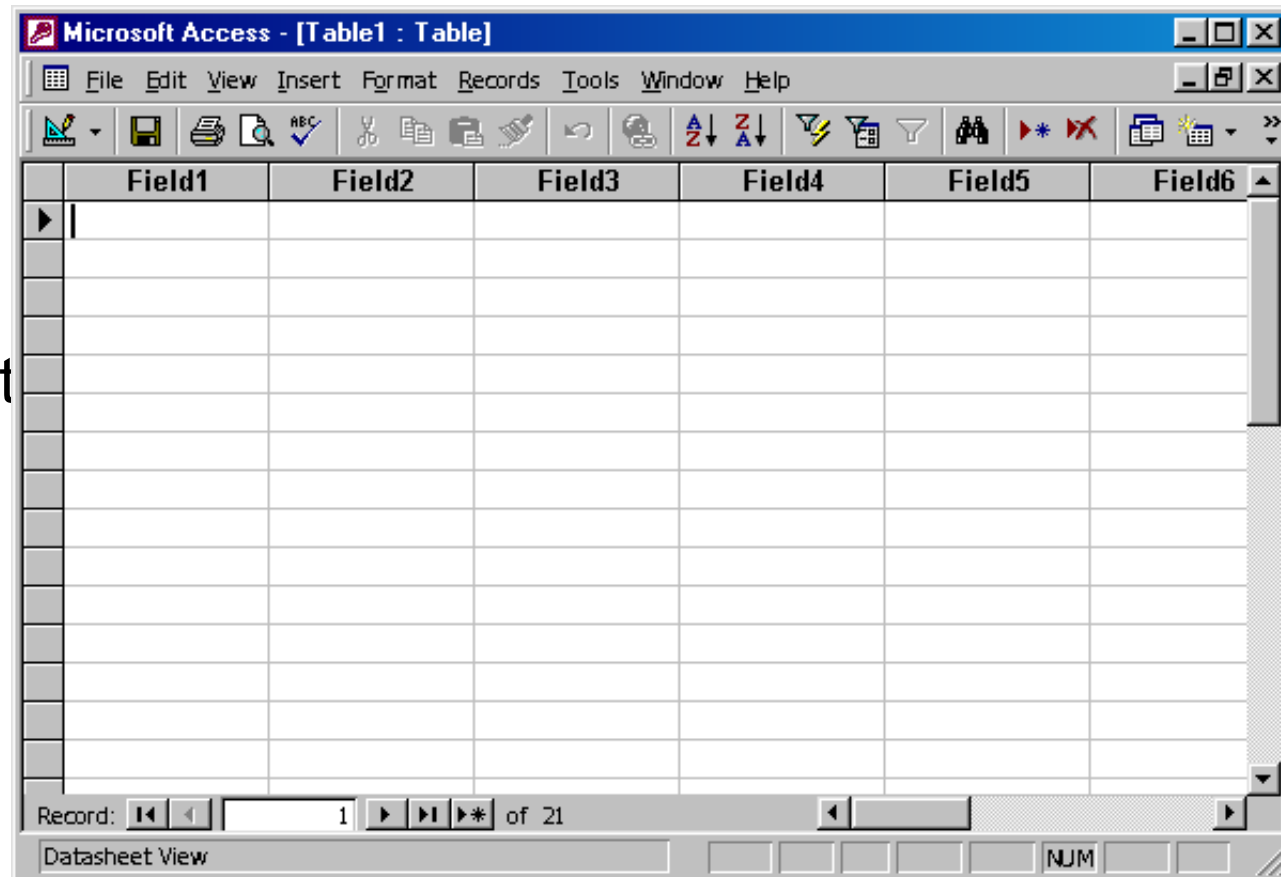 Microsoft Access - [Table1 : Table]
File Edit View Insert Format Records Tools Window Help
ABC A Z Z A
Field1 Field2 Field3 Field4 Field5 Field6
t
Record: 1 of 21
Datasheet View NUM